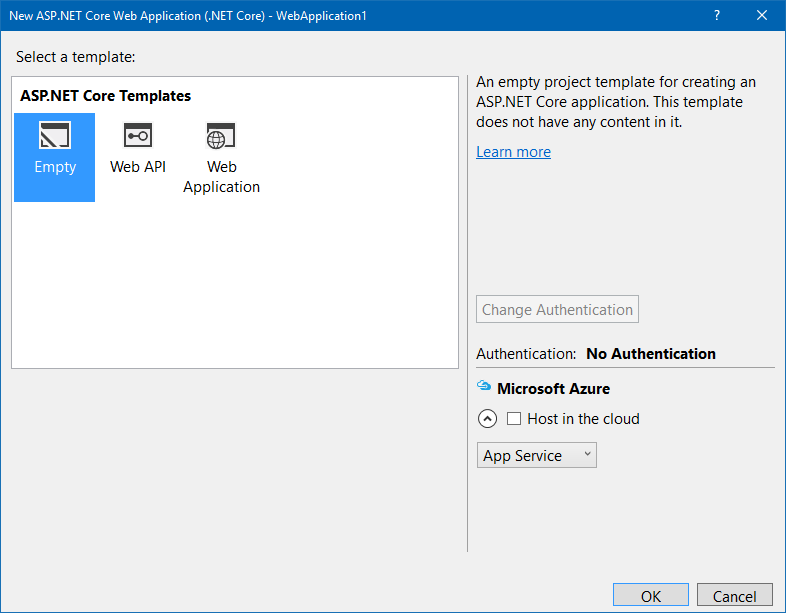 New ASP.NET Core Web Application (.NET Core) - WebApplication1
?
Select a template:
ASP.NET Core Templates
Empty
Web API
Web
Application
An empty project template for creating an
ASP.NET Core application. This template
does not have any content in it.
Learn more
Change Authentication
Authentication: No Authentication
Microsoft Azure
Host in the cloud
App Service
OK
Cancel